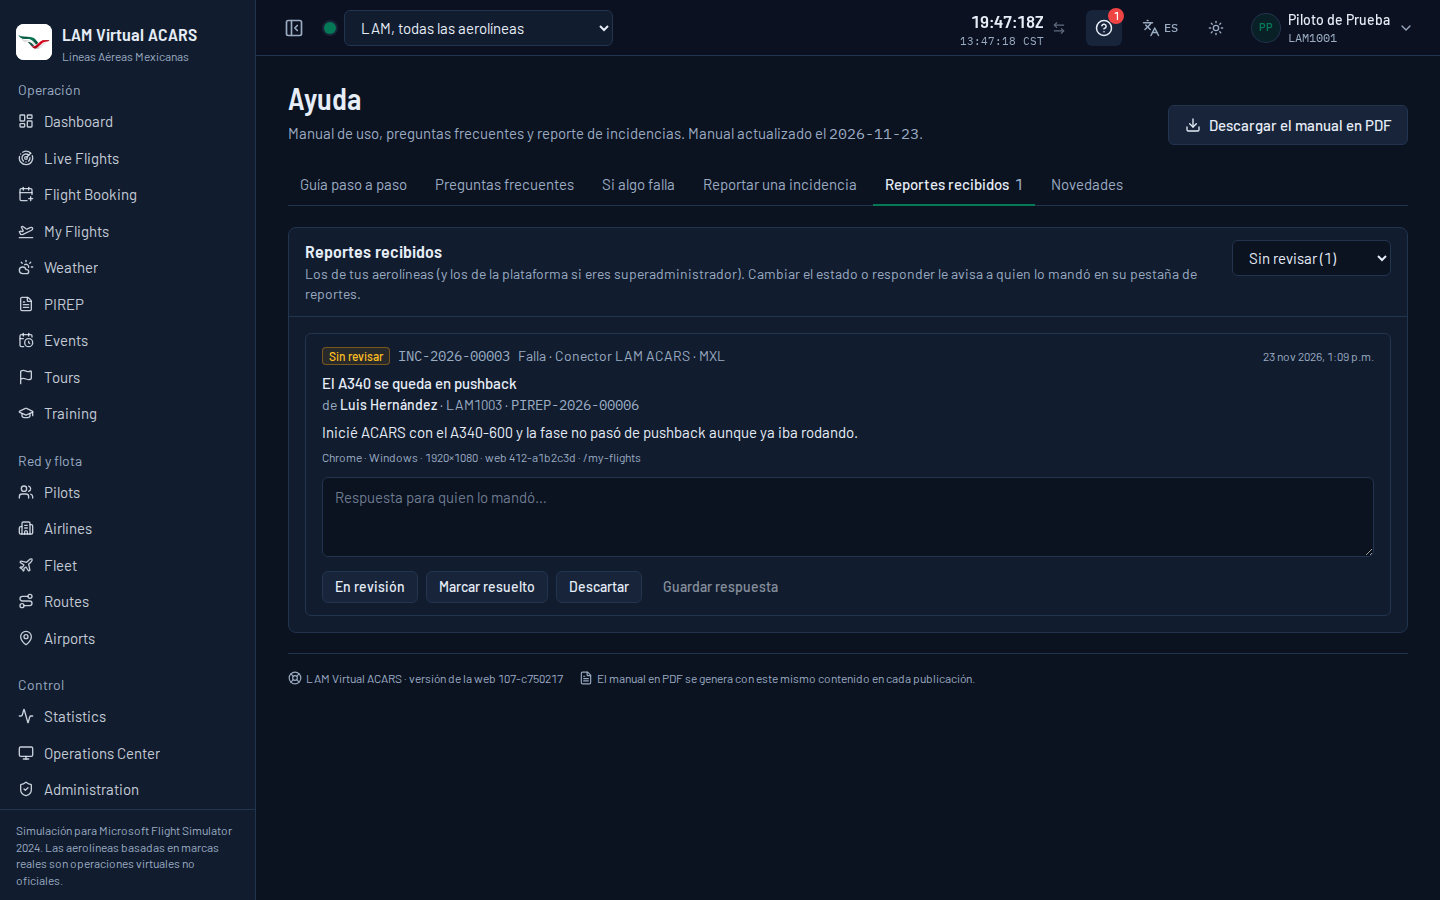 LAM Virtual ACARS
Líneas Aéreas Mexicanas
Operación
Dashboard
Live Flights
Flight Booking
My Flights
Weather
PIREP
Events
Tours
Training
Red y flota
Pilots
Airlines
Fleet
Routes
Airports
Control
Statistics
Operations Center
Administration
Simulación para Microsoft Flight Simulator
2024. Las aerolíneas basadas en marcas
reales son operaciones virtuales no
oficiales.
LAM, todas las aerolíneas
19:47:18Z
13:47:18 CST
1
ES
PP
Piloto de Prueba
LAM1001
Ayuda
Manual de uso, preguntas frecuentes y reporte de incidencias. Manual actualizado el 2026-11-23.
Descargar el manual en PDF
Guía paso a paso
Preguntas frecuentes
Si algo falla
Reportar una incidencia
Reportes recibidos 1
Novedades
Reportes recibidos
Los de tus aerolíneas (y los de la plataforma si eres superadministrador). Cambiar el estado o responder le avisa a quien lo mandó en su pestaña de
reportes.
Sin revisar (1)
Sin revisar INC-2026-00003 Falla · Conector LAM ACARS · MXL
23 nov 2026, 1:09 p.m.
El A340 se queda en pushback
de Luis Hernández · LAM1003 · PIREP-2026-00006
Inicié ACARS con el A340-600 y la fase no pasó de pushback aunque ya iba rodando.
Chrome · Windows · 1920×1080 · web 412-a1b2c3d · /my-flights
Respuesta para quien lo mandó...
En revisión
Marcar resuelto
Descartar
Guardar respuesta
LAM Virtual ACARS · versión de la web 107-c750217
El manual en PDF se genera con este mismo contenido en cada publicación.